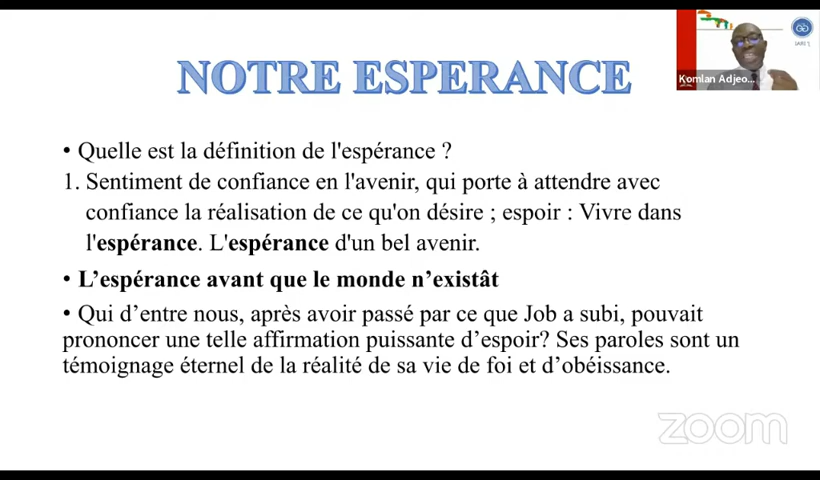 NOTRE ESPERANCE
Komlan Adjeo...
• Quelle est la définition de l'espérance ?
1. Sentiment de confiance en l'avenir, qui porte à attendre avec
confiance la réalisation de ce qu'on désire ; espoir : Vivre dans
l'espérance. L'espérance d'un bel avenir.
• L’espérance avant que le monde n’existât
• Qui d’entre nous, après avoir passé par ce que Job a subi, pouvait
prononcer une telle affirmation puissante d’espoir? Ses paroles sont un
témoignage éternel de la réalité de sa vie de foi et d’obéissance.
zoom